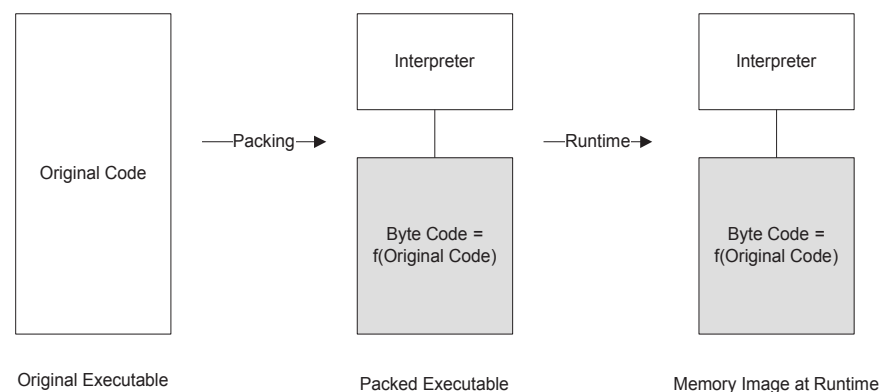 Original Code
Packing
Interpreter
Byte Code =
f(Original Code)
Runtime
Interpreter
Byte Code =
f(Original Code)
Original Executable
Packed Executable
Memory Image at Runtime